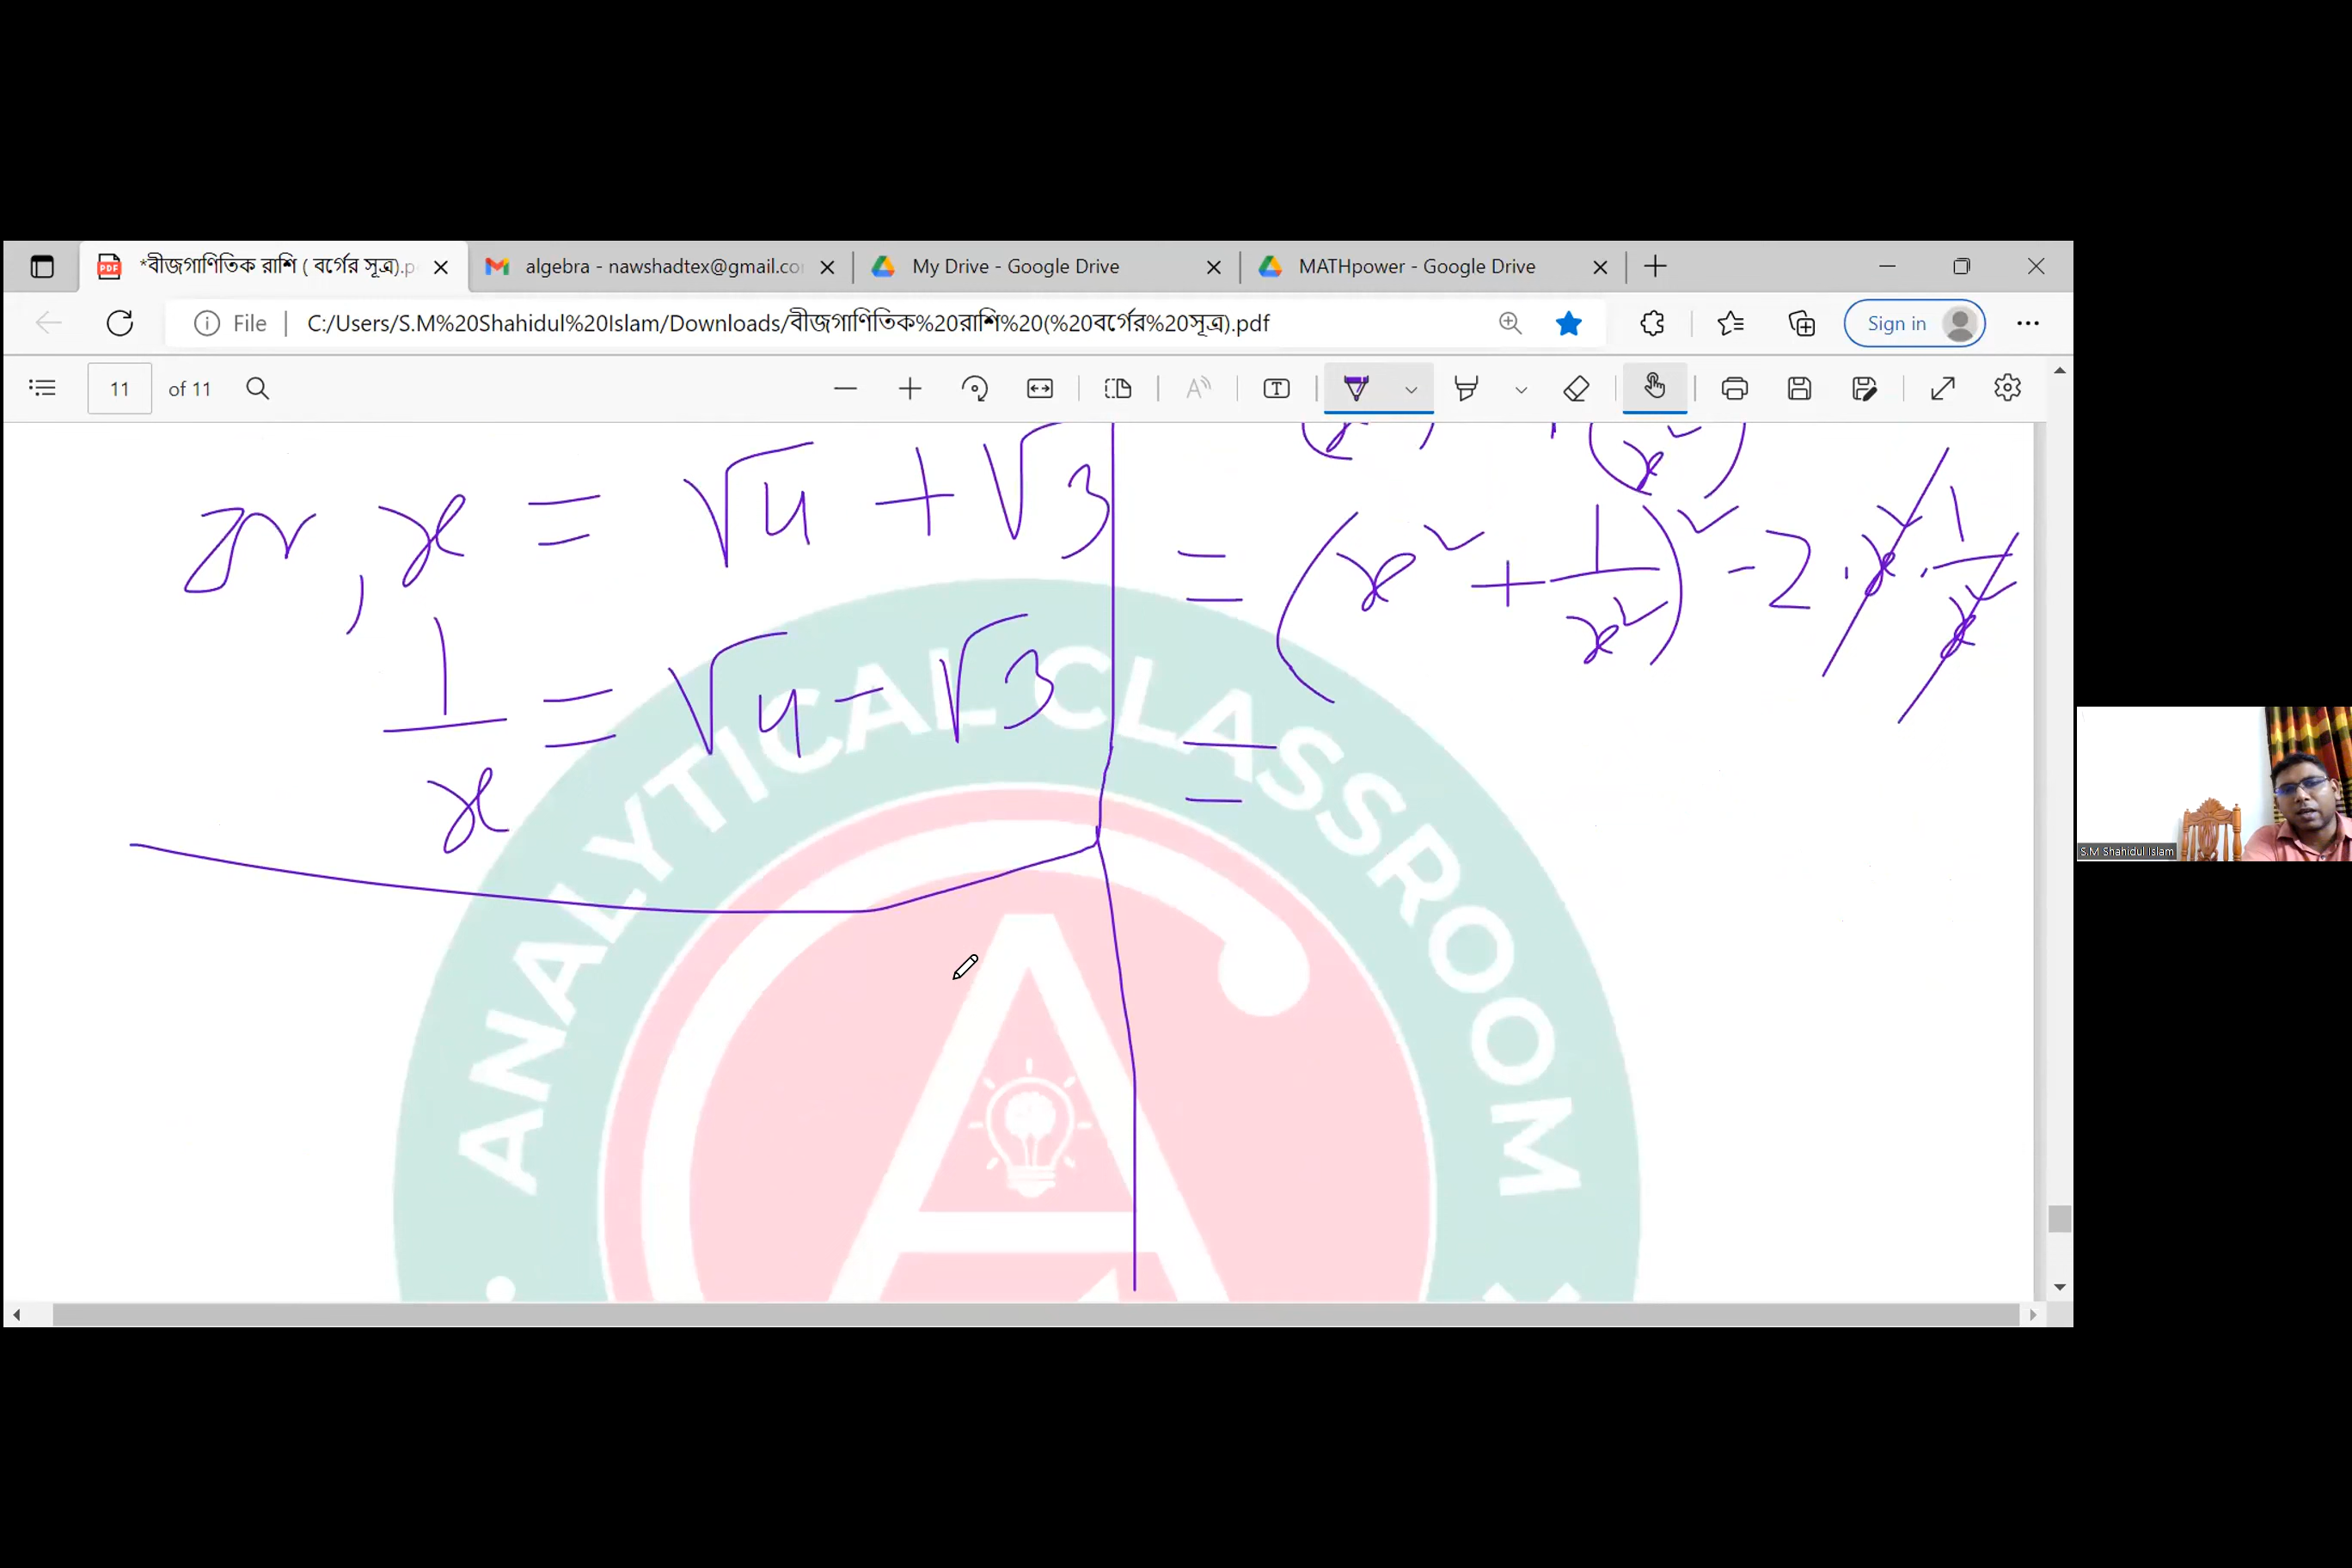 *বীজগাণিতিক রাশি ( বর্গের সূত্র).p
algebra - nawshadtex@gmail.co
My Drive - Google Drive
MATHpower - Google Drive
File
C:/Users/S.M%20Shahidul%20Islam/Downloads/বীজগাণিতিক%20রাশি%20(%20বর্গের%20সূত্র).pdf
Sign in
11 of 11
x = √4 + √3
1/x = √4 - √3
= (x² + 1/x²)² - 2 · x² · 1/x²
=
ANALYTICAL CLASSROOM
S.M Shahidul Islam